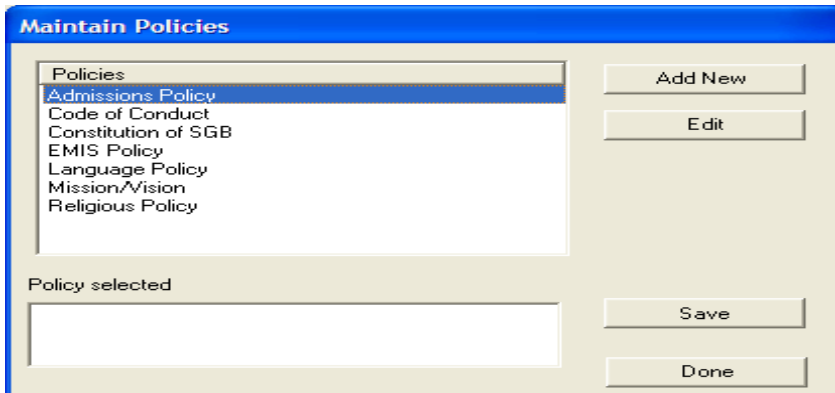 Maintain Policies
Policies
Admissions Policy
Code of Conduct
Constitution of SGB
EMIS Policy
Language Policy
Mission/Vision
Religious Policy
Add New
Edit
Policy selected
Save
Done